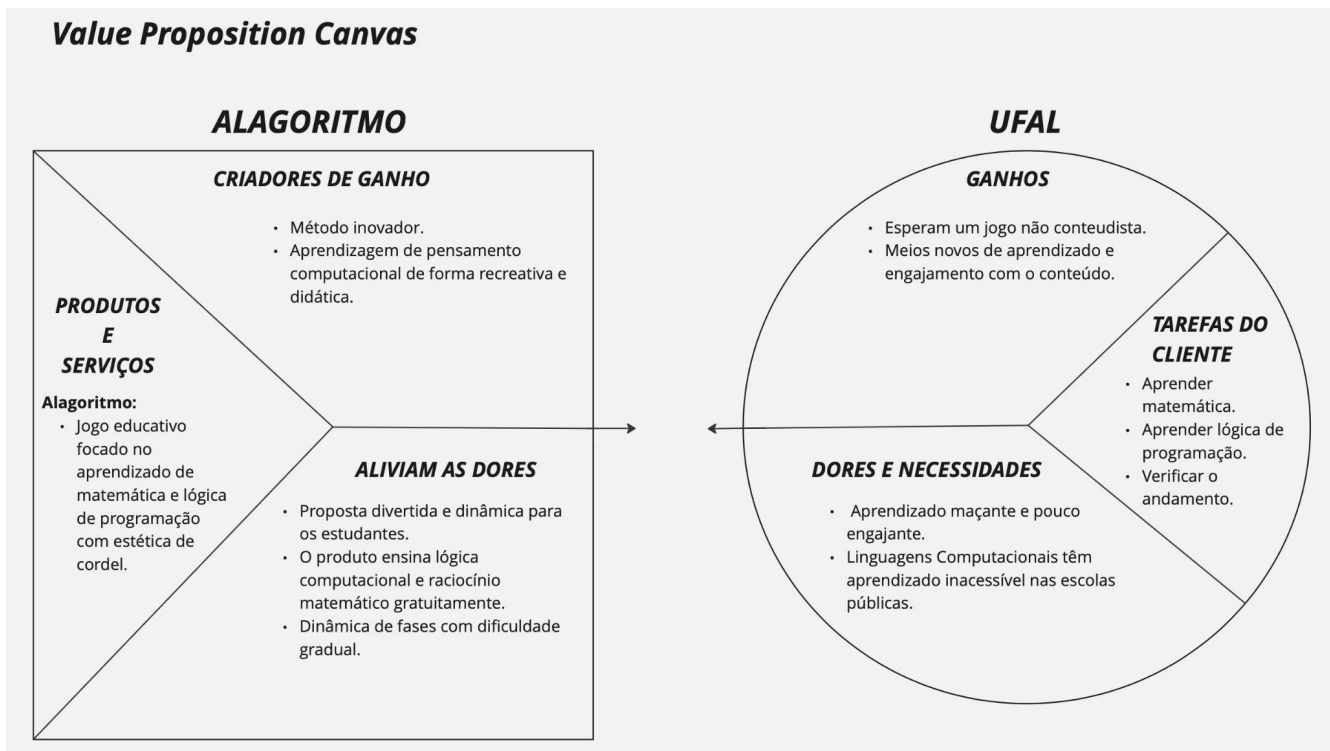 Value Proposition Canvas
ALAGORITMO
CRIADORES DE GANHO
• Método inovador.
• Aprendizagem de pensamento
computacional de forma recreativa e
didática.
PRODUTOS
E
SERVIÇOS
Alagoritmo:
• Jogo educativo
focado no
aprendizado de
matemática e lógica
de programação
com estética de
cordel.
ALIVIAM AS DORES
• Proposta divertida e dinâmica para
os estudantes.
• O produto ensina lógica
computacional e raciocínio
matemático gratuitamente.
• Dinâmica de fases com dificuldade
gradual.
UFAL
GANHOS
• Esperam um jogo não conteudista.
• Meios novos de aprendizado e
engajamento com o conteúdo.
TAREFAS DO
CLIENTE
• Aprender
matemática.
• Aprender lógica de
programação.
• Verificar o
andamento.
DORES E NECESSIDADES
• Aprendizado maçante e pouco
engajante.
• Linguagens Computacionais têm
aprendizado inacessível nas escolas
públicas.